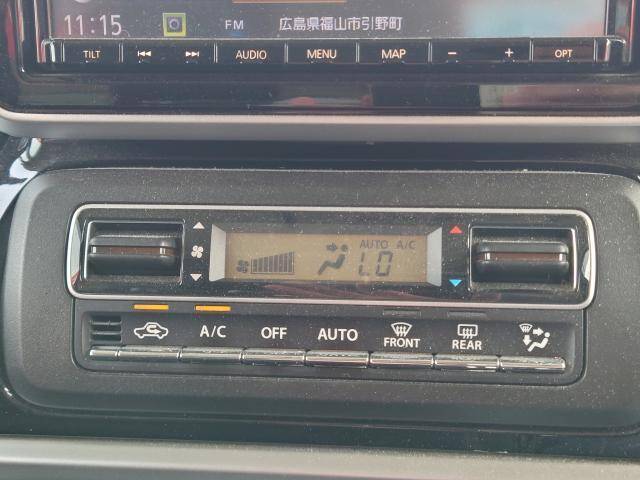 11:15 FM 広島県福山市引野町
TILT AUDIO MENU MAP − + OPT
AUTO A/C
LO
A/C OFF AUTO FRONT REAR